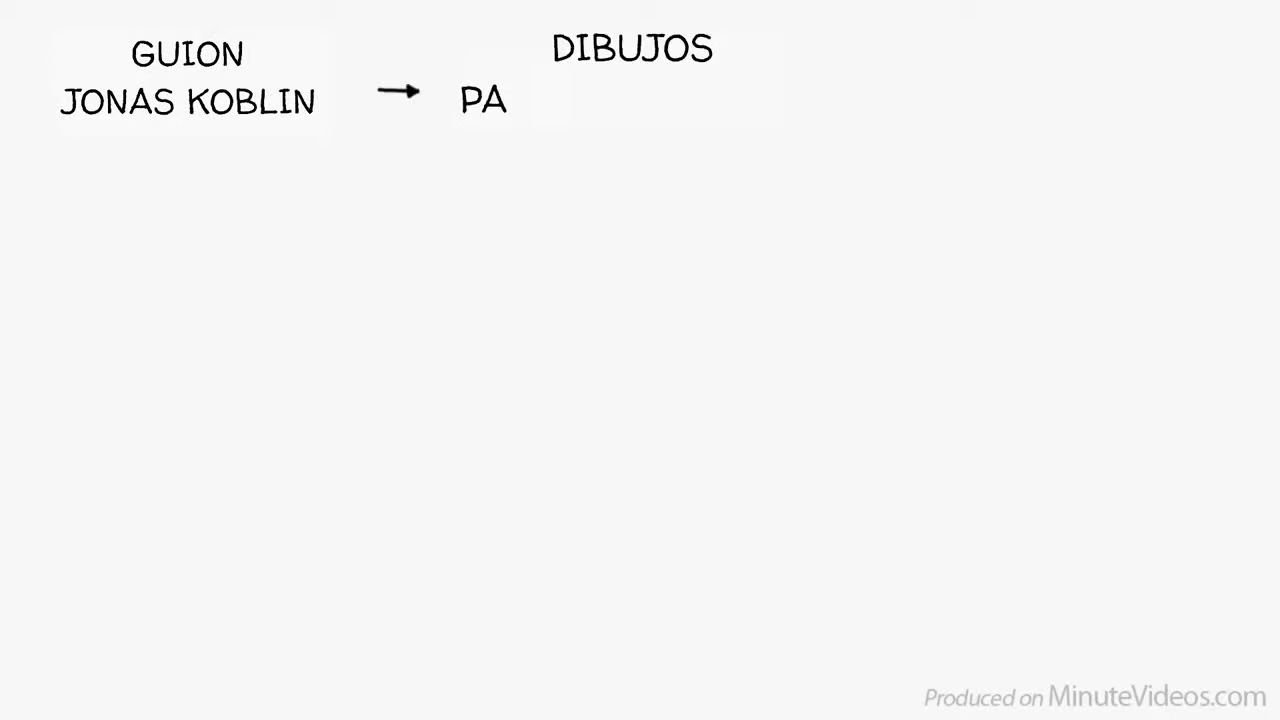 GUION
JONAS KOBLIN
→
DIBUJOS
PA
Produced on MinuteVideos.com